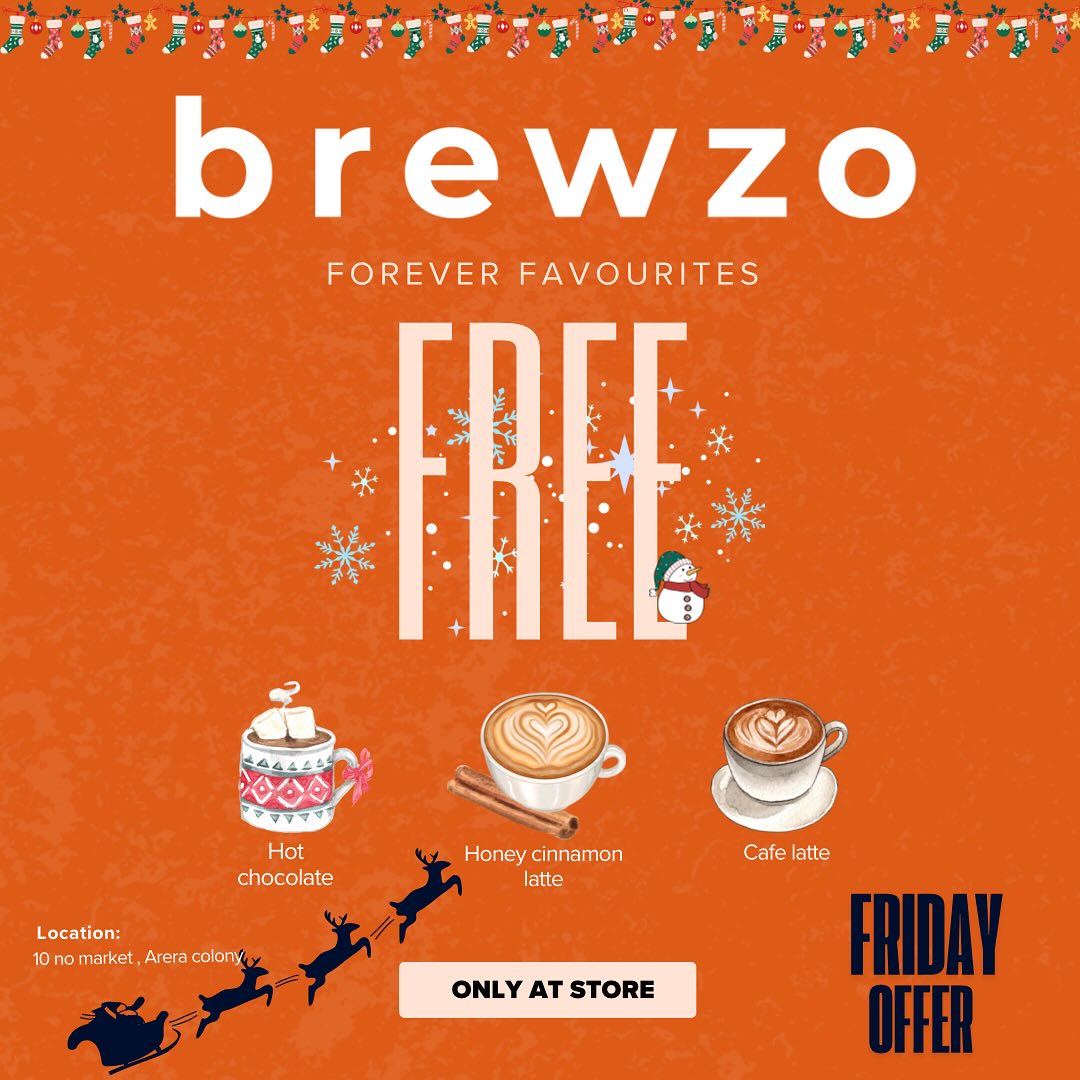 brewzo
FOREVER FAVOURITES
FREE
Hot
chocolate
Honey cinnamon
latte
Cafe latte
Location:
10 no market , Arera colony
ONLY AT STORE
FRIDAY
OFFER